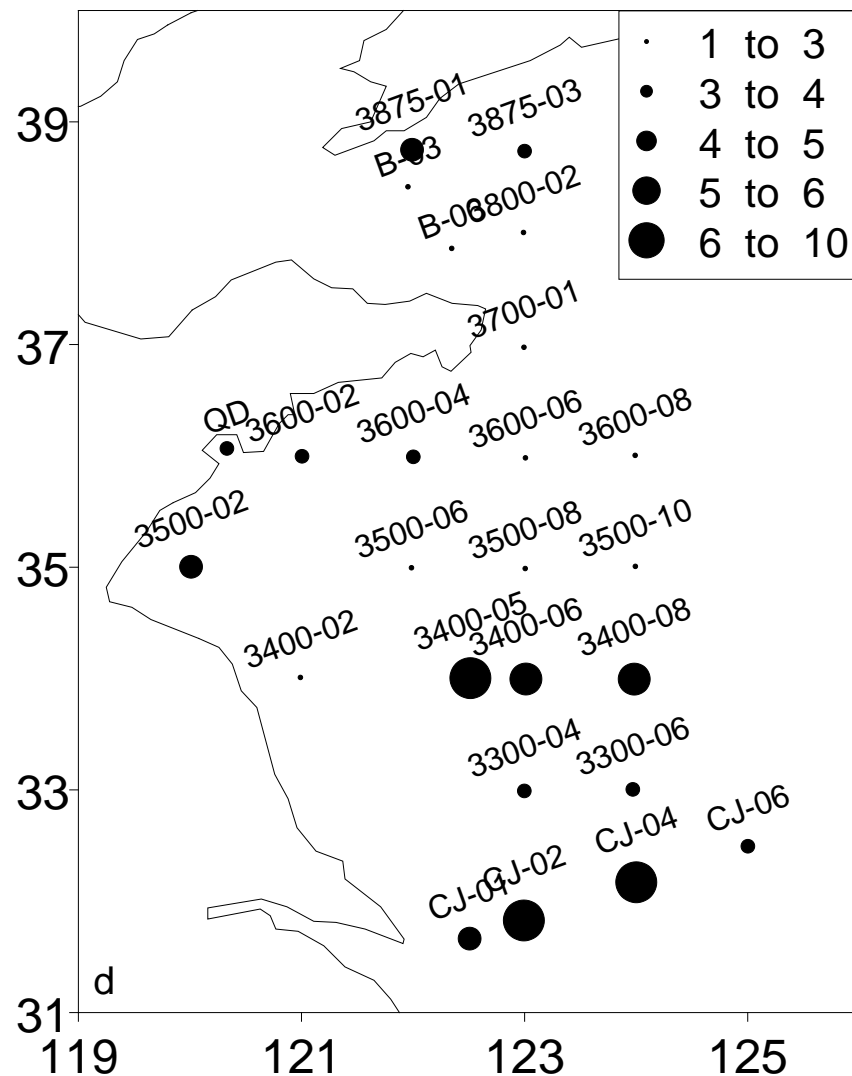 1 to 3
3 to 4
4 to 5
5 to 6
6 to 10
39
3875-01
3875-03
B-03
B-06
3800-02
37
3700-01
QD
3600-02
3600-04
3600-06
3600-08
35
3500-02
3500-06
3500-08
3500-10
3400-02
3400-05
3400-06
3400-08
33
3300-04
3300-06
CJ-01
CJ-02
CJ-04
CJ-06
d
31
119
121
123
125